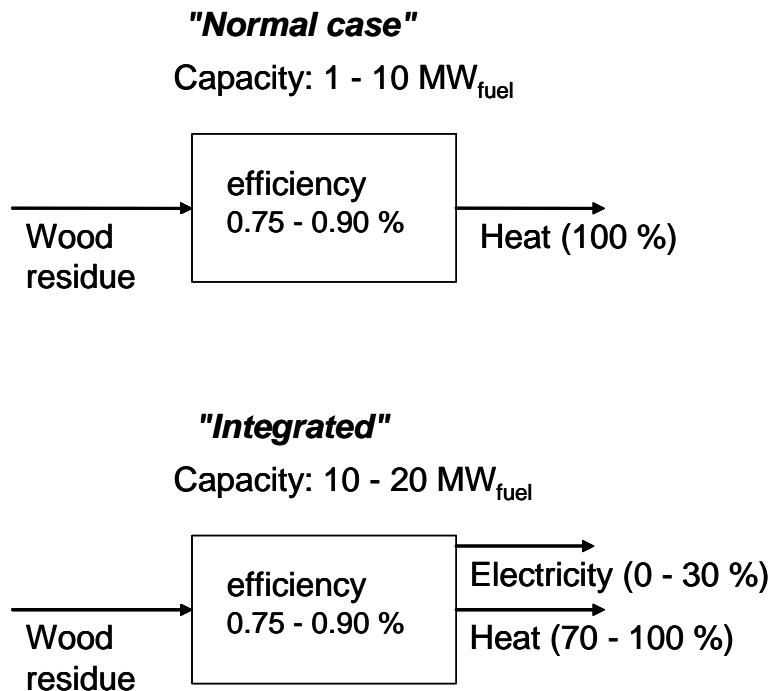 "Normal case"
Capacity: 1 - 10 MWfuel
efficiency
0.75 - 0.90 %
Wood
residue
Heat (100 %)
"Integrated"
Capacity: 10 - 20 MWfuel
efficiency
0.75 - 0.90 %
Electricity (0 - 30 %)
Wood
residue
Heat (70 - 100 %)